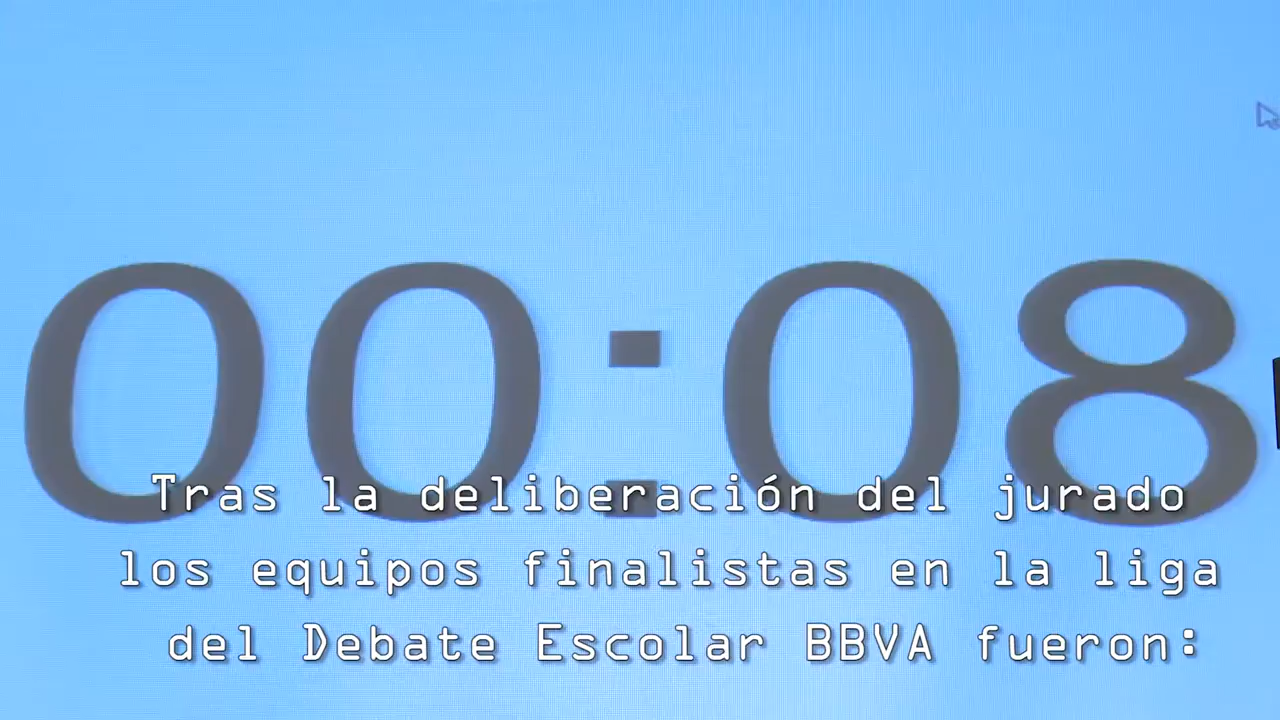 00:08
Tras la deliberación del jurado
los equipos finalistas en la liga
del Debate Escolar BBVA fueron: